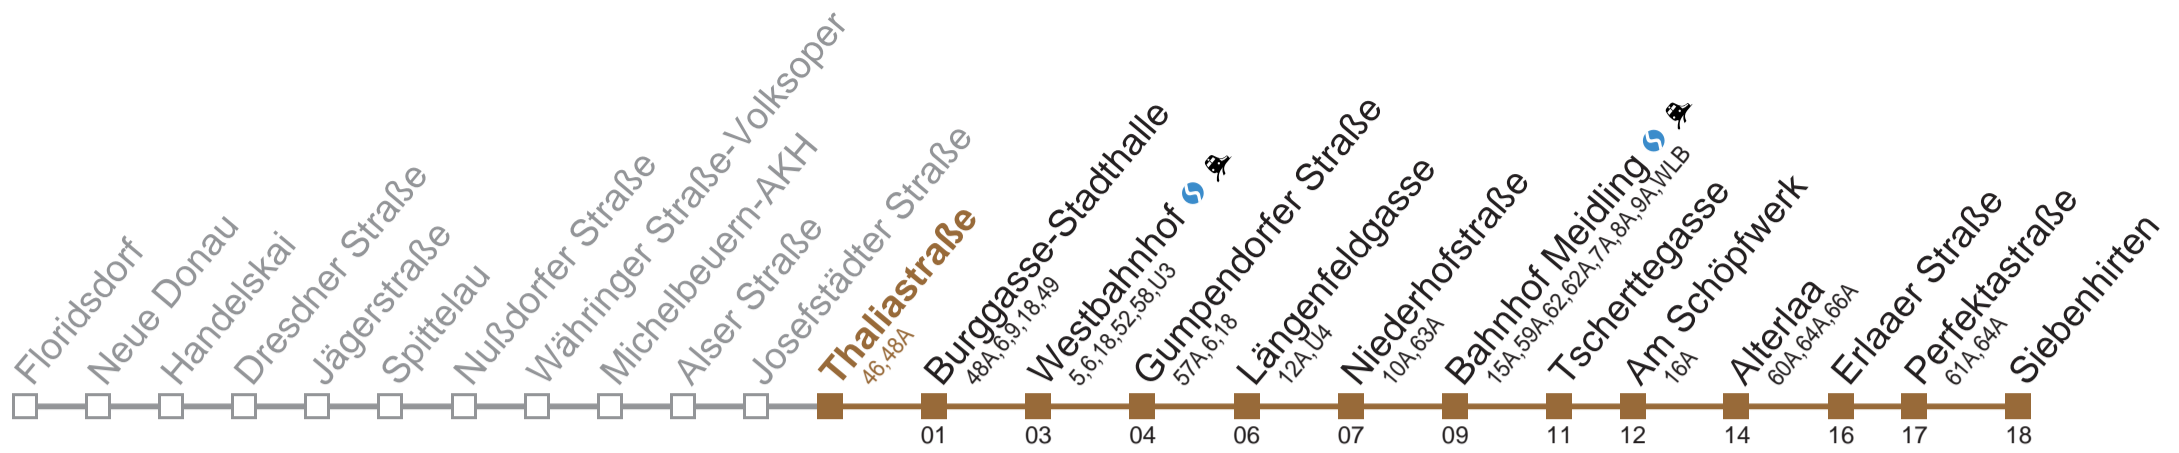 Floridsdorf
Neue Donau
Handelskai
Dresdner Straße
Jägerstraße
Spittelau
Nußdorfer Straße
Währinger Straße-Volksoper
Michelbeuern-AKH
Alser Straße
Josefstädter Straße
Thaliastraße
46,48A
Burggasse-Stadthalle
48A,6,9,18,49
Westbahnhof
5,6,18,52,58,U3
Gumpendorfer Straße
57A,6,18
Längenfeldgasse
12A,U4
Niederhofstraße
10A,63A
Bahnhof Meidling
15A,59A,62,62A,7A,8A,9A,WLB
Tscherttegasse
Am Schöpfwerk
16A
Alterlaa
60A,64A,66A
Erlaaer Straße
Perfektastraße
61A,64A
Siebenhirten
01 03 04 06 07 09 11 12 14 16 17 18